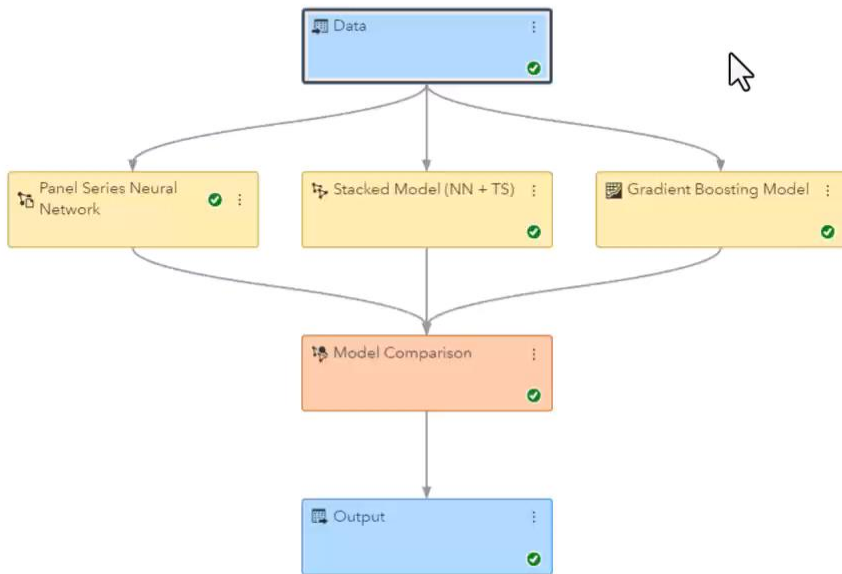 Data
Panel Series Neural
Network
Stacked Model (NN + TS)
Gradient Boosting Model
Model Comparison
Output